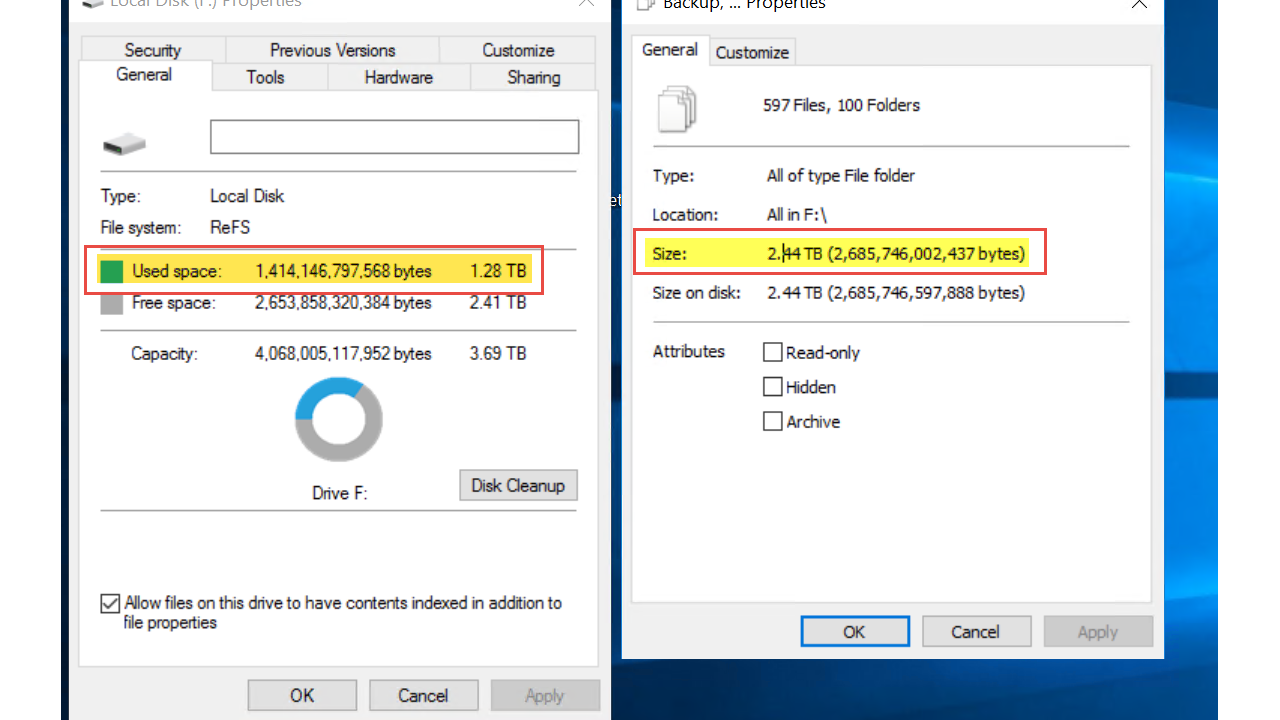 Local Disk (F:) Properties
Security Previous Versions Customize
General Tools Hardware Sharing
Type: Local Disk
File system: ReFS
Used space: 1,414,146,797,568 bytes 1.28 TB
Free space: 2,653,858,320,384 bytes 2.41 TB
Capacity: 4,068,005,117,952 bytes 3.69 TB
Drive F:
Disk Cleanup
Allow files on this drive to have contents indexed in addition to
file properties
OK Cancel Apply
et
Backup, ... Properties
General Customize
597 Files, 100 Folders
Type: All of type File folder
Location: All in F:\
Size: 2.44 TB (2,685,746,002,437 bytes)
Size on disk: 2.44 TB (2,685,746,597,888 bytes)
Attributes Read-only
Hidden
Archive
OK Cancel Apply